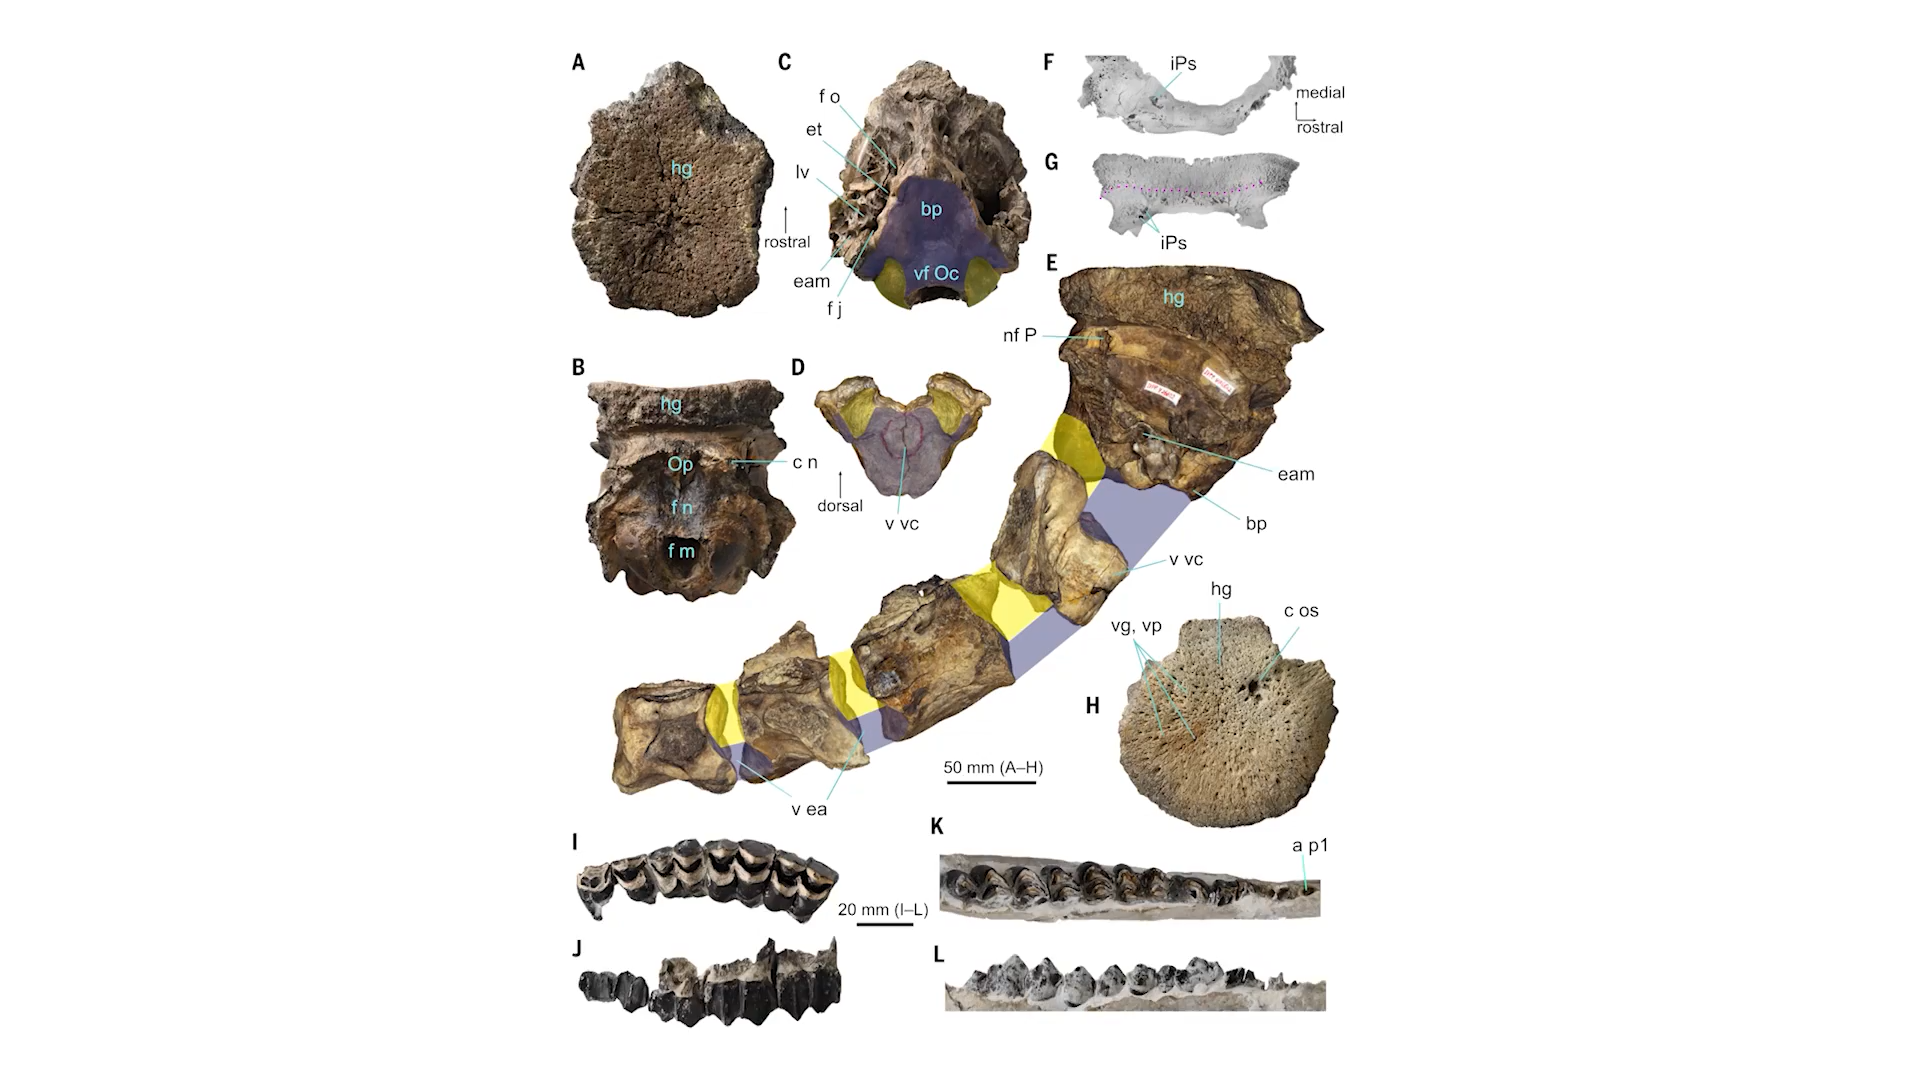 A
hg
rostral
B
hg
Op
c n
f n
f m
C
f o
et
lv
eam
f j
bp
vf Oc
D
dorsal
v vc
F
iPs
medial
rostral
G
iPs
E
hg
nf P
eam
bp
v vc
v ea
50 mm (A–H)
H
hg
c os
vg, vp
I
20 mm (I–L)
J
K
a p1
L